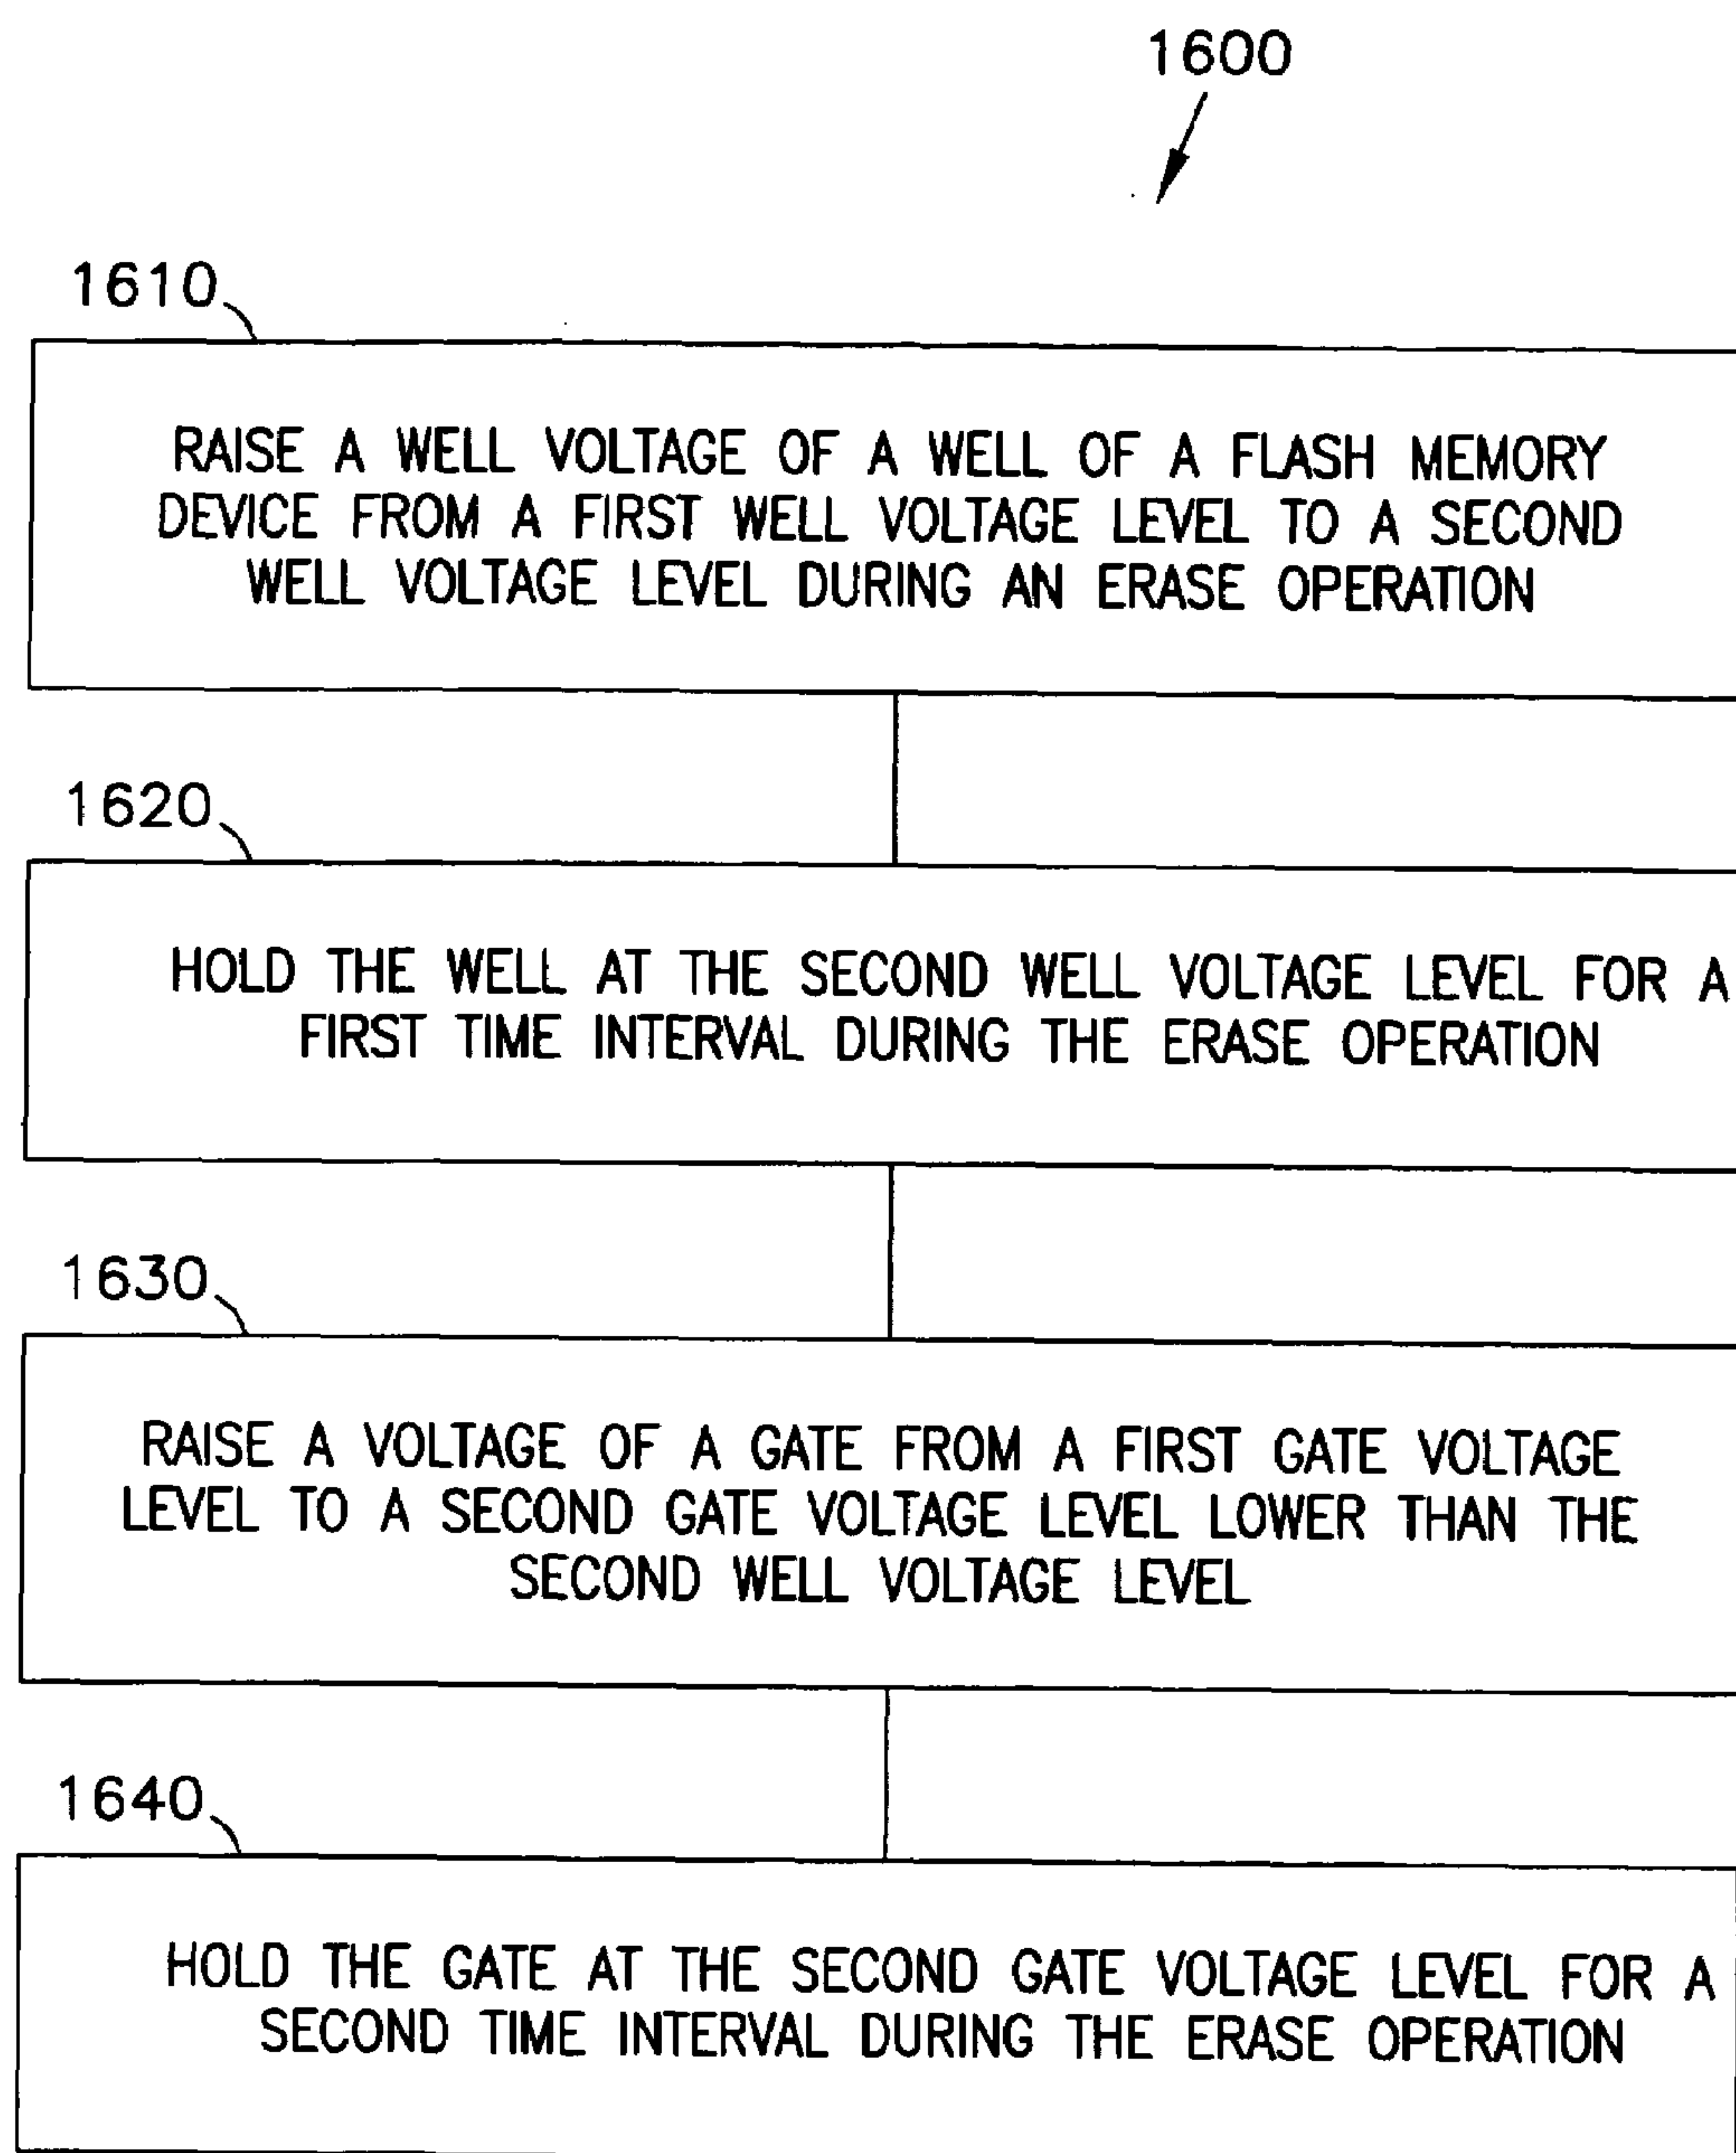 1600
1610
RAISE A WELL VOLTAGE OF A WELL OF A FLASH MEMORY
DEVICE FROM A FIRST WELL VOLTAGE LEVEL TO A SECOND
WELL VOLTAGE LEVEL DURING AN ERASE OPERATION
1620
HOLD THE WELL AT THE SECOND WELL VOLTAGE LEVEL FOR A
FIRST TIME INTERVAL DURING THE ERASE OPERATION
1630
RAISE A VOLTAGE OF A GATE FROM A FIRST GATE VOLTAGE
LEVEL TO A SECOND GATE VOLTAGE LEVEL LOWER THAN THE
SECOND WELL VOLTAGE LEVEL
1640
HOLD THE GATE AT THE SECOND GATE VOLTAGE LEVEL FOR A
SECOND TIME INTERVAL DURING THE ERASE OPERATION